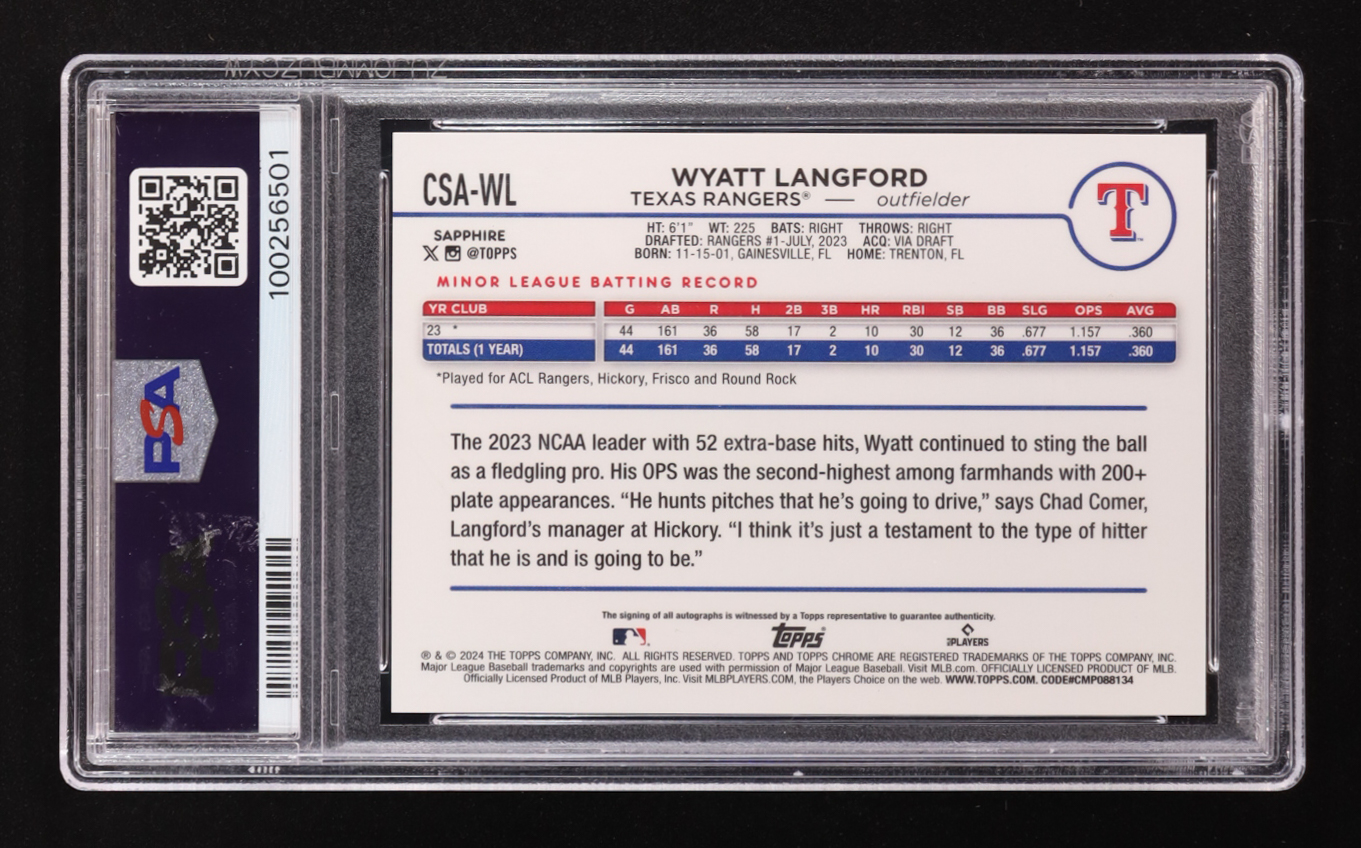 100256501
PSA
CSA-WL
WYATT LANGFORD
TEXAS RANGERS® — outfielder
T
SAPPHIRE
@TOPPS
HT: 6'1" WT: 225 BATS: RIGHT THROWS: RIGHT
DRAFTED: RANGERS #1-JULY, 2023 ACQ: VIA DRAFT
BORN: 11-15-01, GAINESVILLE, FL HOME: TRENTON, FL
MINOR LEAGUE BATTING RECORD
YR CLUB G AB R H 2B 3B HR RBI SB BB SLG OPS AVG
23 * 44 161 36 58 17 2 10 30 12 36 .677 1.157 .360
TOTALS (1 YEAR) 44 161 36 58 17 2 10 30 12 36 .677 1.157 .360
*Played for ACL Rangers, Hickory, Frisco and Round Rock
The 2023 NCAA leader with 52 extra-base hits, Wyatt continued to sting the ball
as a fledgling pro. His OPS was the second-highest among farmhands with 200+
plate appearances. “He hunts pitches that he’s going to drive,” says Chad Comer,
Langford’s manager at Hickory. “I think it’s just a testament to the type of hitter
that he is and is going to be.”
The signing of all autographs is witnessed by a Topps representative to guarantee authenticity.
Topps
PLAYERS
® & © 2024 THE TOPPS COMPANY, INC. ALL RIGHTS RESERVED. TOPPS AND TOPPS CHROME ARE REGISTERED TRADEMARKS OF THE TOPPS COMPANY, INC.
Major League Baseball trademarks and copyrights are used with permission of Major League Baseball. Visit MLB.com. OFFICIALLY LICENSED PRODUCT OF MLB.
Officially Licensed Product of MLB Players, Inc. Visit MLBPLAYERS.COM, the Players Choice on the web. WWW.TOPPS.COM. CODE#CMP088134